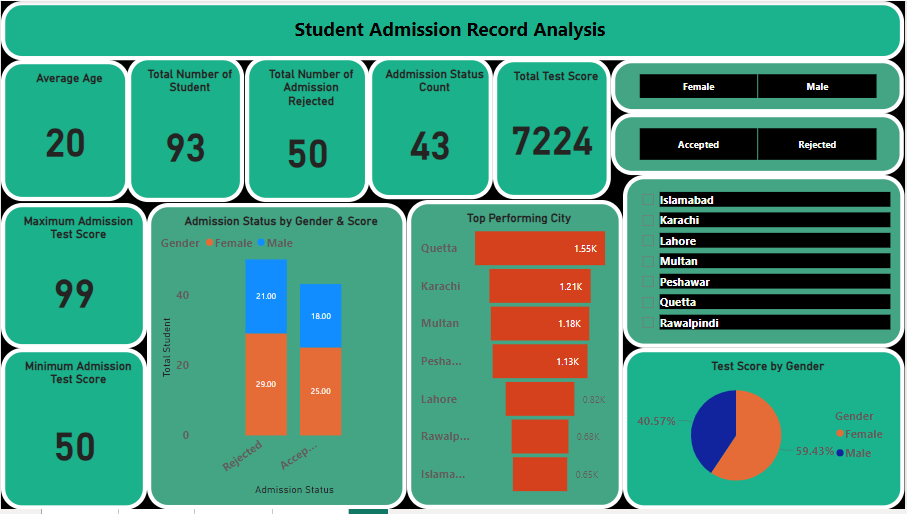 Student Admission Record Analysis
Average Age
20
Total Number of
Student
93
Total Number of
Admission
Rejected
50
Addmission Status
Count
43
Total Test Score
7224
Female
Male
Accepted
Rejected
Maximum Admission
Test Score
99
Minimum Admission
Test Score
50
Admission Status by Gender & Score
Gender Female Male
Total Student
40
20
0
21.00
29.00
18.00
25.00
Rejected
Accep...
Admission Status
Top Performing City
Quetta 1.55K
Karachi 1.21K
Multan 1.18K
Pesha... 1.13K
Lahore 0.82K
Rawalp... 0.68K
Islama... 0.65K
Islamabad
Karachi
Lahore
Multan
Peshawar
Quetta
Rawalpindi
Test Score by Gender
40.57%
59.43%
Gender
Female
Male